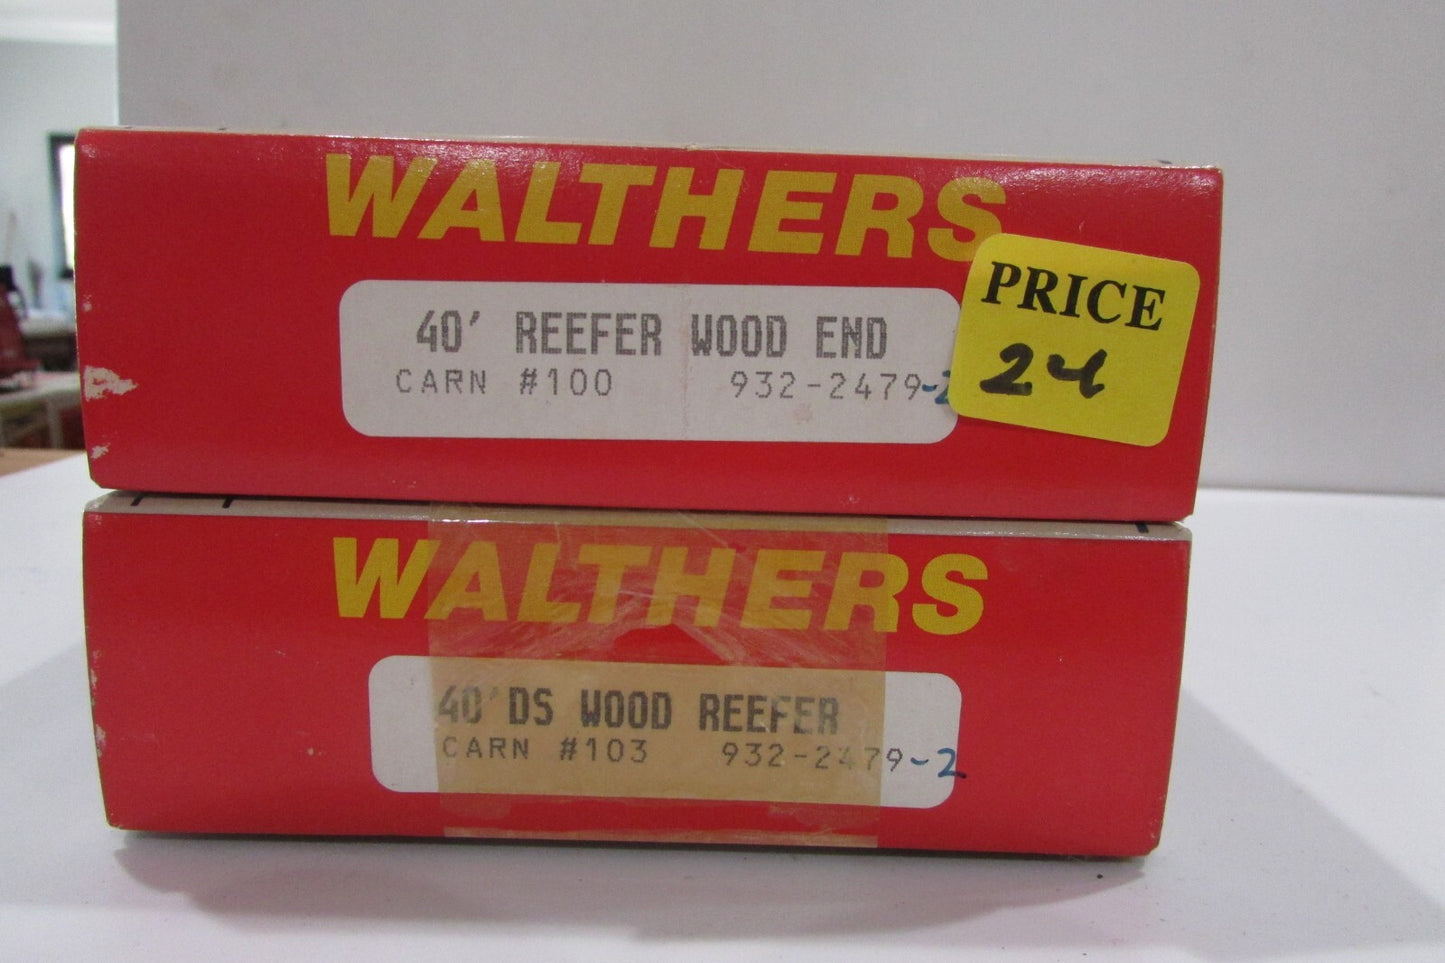 WALTHERS
40' REEFER WOOD END
CARN #100 932-2479-2
PRICE
24
WALTHERS
40'DS WOOD REEFER
CARN #103 932-2479-2